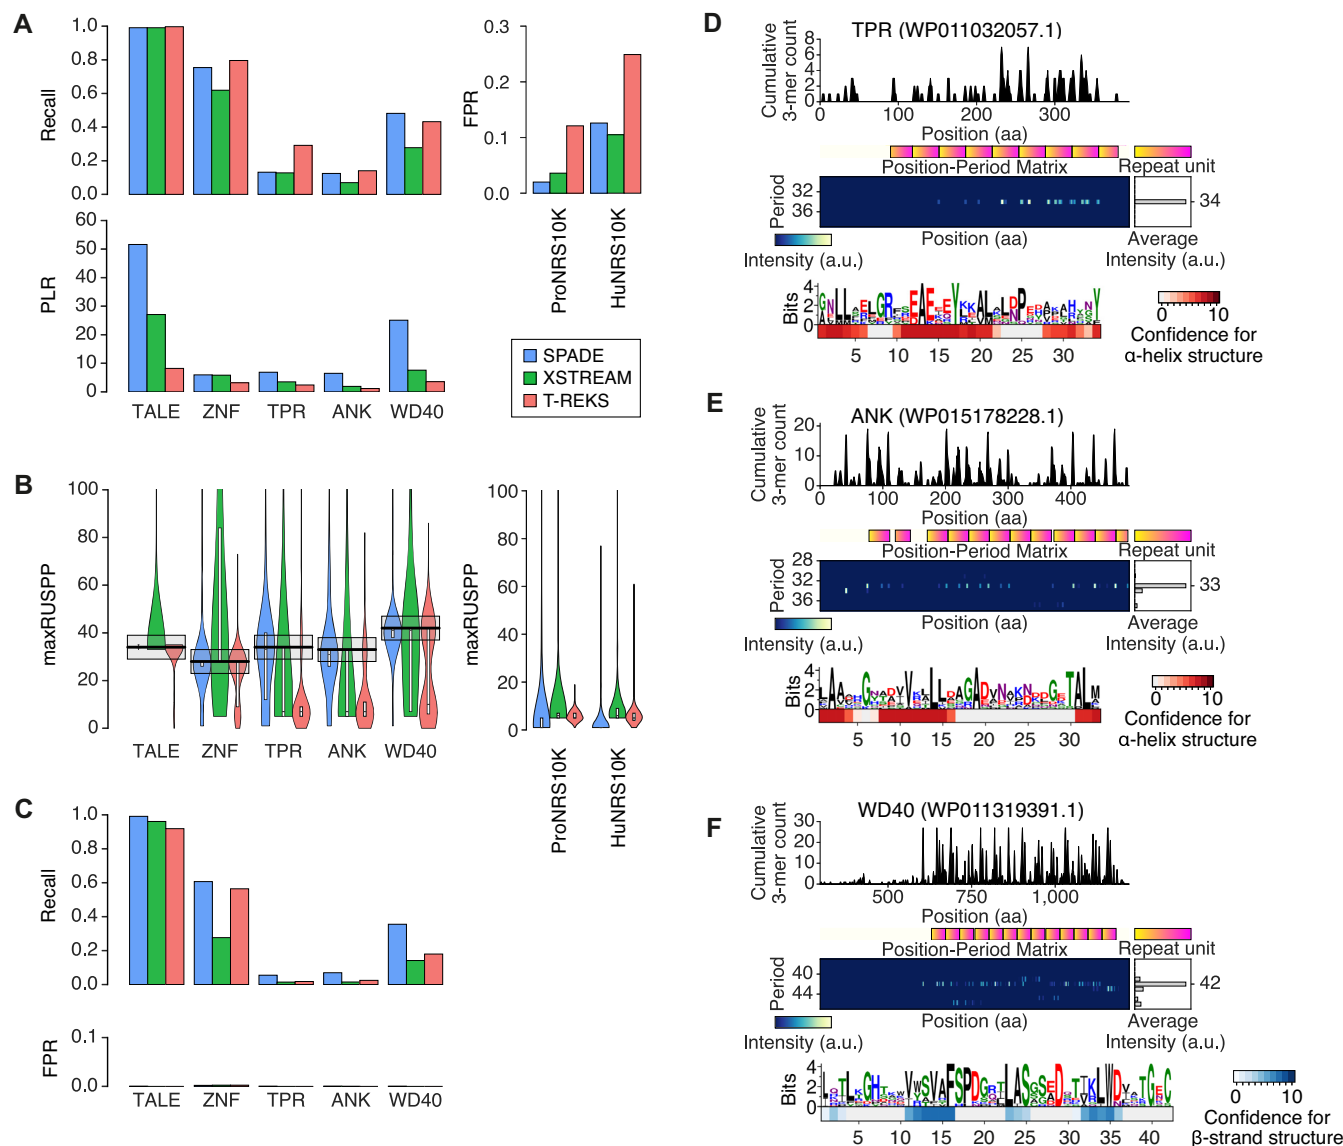 A
1.0
0.8
0.6
0.4
0.2
0.0
Recall
0.3
0.2
0.1
0.0
FPR
ProNRS10K
HuNRS10K
60
50
40
30
20
10
0
PLR
TALE ZNF TPR ANK WD40
SPADE
XSTREAM
T-REKS
B
100
80
60
40
20
0
maxRUSPP
TALE ZNF TPR ANK WD40
100
80
60
40
20
0
maxRUSPP
ProNRS10K
HuNRS10K
C
1.0
0.8
0.6
0.4
0.2
0.0
Recall
0.1
0.0
FPR
TALE ZNF TPR ANK WD40
D
TPR (WP011032057.1)
Cumulative
3-mer count
8
6
4
2
0
0 100 200 300
Position (aa)
Position-Period Matrix
Repeat unit
Period
32
36
34
Position (aa)
Intensity (a.u.)
Average
Intensity (a.u.)
Bits
4
2
0
5 10 15 20 25 30
0 10
Confidence for
α-helix structure
E
ANK (WP015178228.1)
Cumulative
3-mer count
20
10
0
0 100 200 300 400
Position (aa)
Position-Period Matrix
Repeat unit
Period
28
32
36
33
Position (aa)
Intensity (a.u.)
Average
Intensity (a.u.)
Bits
4
2
0
5 10 15 20 25 30
0 10
Confidence for
α-helix structure
F
WD40 (WP011319391.1)
Cumulative
3-mer count
30
20
10
0
500 750 1,000
Position (aa)
Position-Period Matrix
Repeat unit
Period
40
44
42
Position (aa)
Intensity (a.u.)
Average
Intensity (a.u.)
Bits
4
2
0
5 10 15 20 25 30 35 40
0 10
Confidence for
β-strand structure